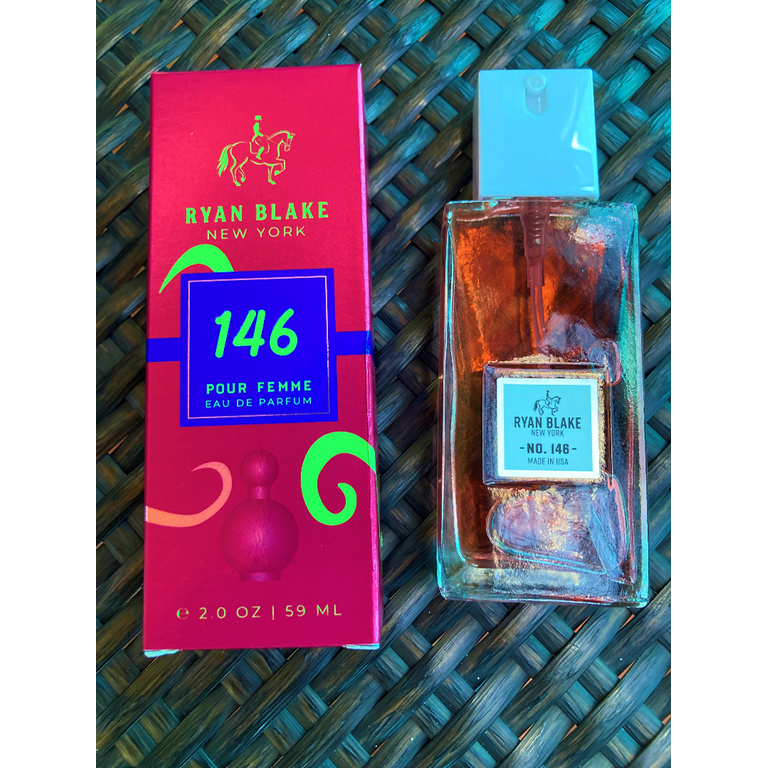 RYAN BLAKE
NEW YORK
146
POUR FEMME
EAU DE PARFUM
℮ 2.0 OZ | 59 ML
RYAN BLAKE
NEW YORK
-NO. 146-
MADE IN USA